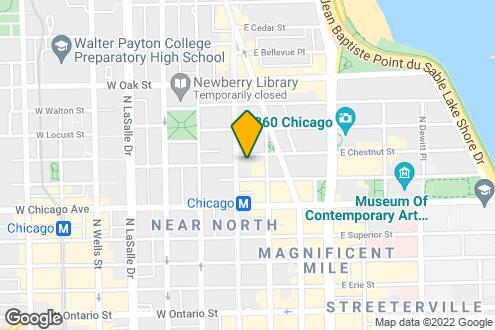 E Cedar St
Jean Baptiste Point du Sable Lake Shore Dr
Walter Payton College
Preparatory High School
E Bellevue Pl
W Oak St
Newberry Library
Temporarily closed
W Walton St
360 Chicago
N LaSalle Dr
W Locust St
N Dewitt Pl
E Chestnut St
Museum Of
Contemporary Art...
Chicago M
W Chicago Ave
Chicago M
NEAR NORTH
E Superior St
N Wells St
N LaSalle Dr
MAGNIFICENT
MILE
E Erie St
W Ontario St
E Ontario St
STREETERVILLE
Google
Map data ©2022 Google